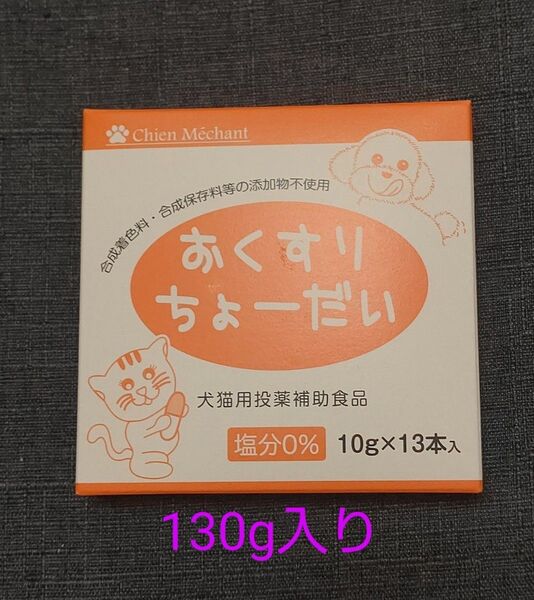 Chien Méchant
合成着色料・合成保存料等の添加物不使用
おくすり
ちょーだい
犬猫用投薬補助食品
塩分0% 10g×13本入
130g入り